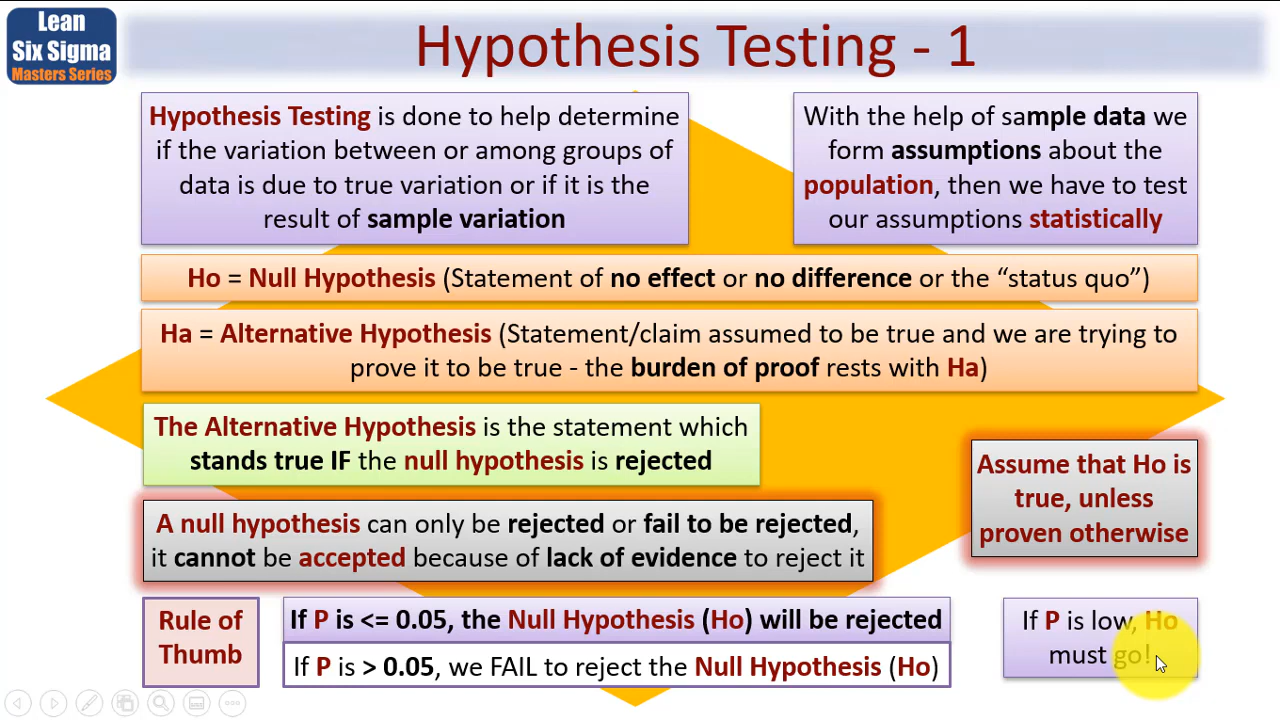 Lean
Six Sigma
Masters Series
Hypothesis Testing - 1
Hypothesis Testing is done to help determine
if the variation between or among groups of
data is due to true variation or if it is the
result of sample variation
With the help of sample data we
form assumptions about the
population, then we have to test
our assumptions statistically
Ho = Null Hypothesis (Statement of no effect or no difference or the “status quo”)
Ha = Alternative Hypothesis (Statement/claim assumed to be true and we are trying to
prove it to be true - the burden of proof rests with Ha)
The Alternative Hypothesis is the statement which
stands true IF the null hypothesis is rejected
Assume that Ho is
true, unless
proven otherwise
A null hypothesis can only be rejected or fail to be rejected,
it cannot be accepted because of lack of evidence to reject it
Rule of
Thumb
If P is <= 0.05, the Null Hypothesis (Ho) will be rejected
If P is > 0.05, we FAIL to reject the Null Hypothesis (Ho)
If P is low, Ho
must go!